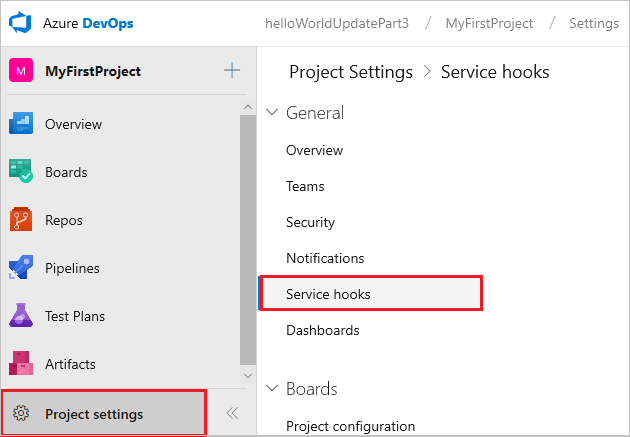 Azure DevOps
helloWorldUpdatePart3 / MyFirstProject / Settings
M MyFirstProject
Overview
Boards
Repos
Pipelines
Test Plans
Artifacts
Project settings
Project Settings > Service hooks
General
Overview
Teams
Security
Notifications
Service hooks
Dashboards
Boards
Project configuration